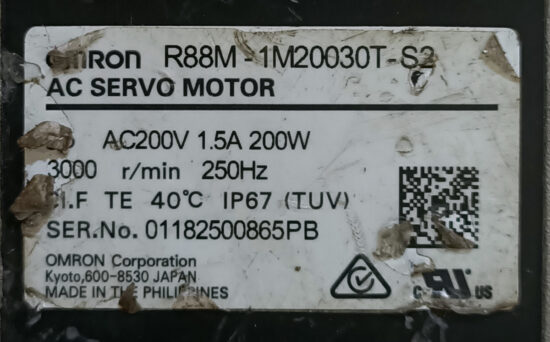 omron R88M-1M20030T-S2
AC SERVO MOTOR
AC200V 1.5A 200W
3000 r/min 250Hz
F TE 40℃ IP67 (TUV)
SER.No. 01182500865PB
OMRON Corporation
Kyoto,600-8530 JAPAN
MADE IN THE PHILIPPINES
c US